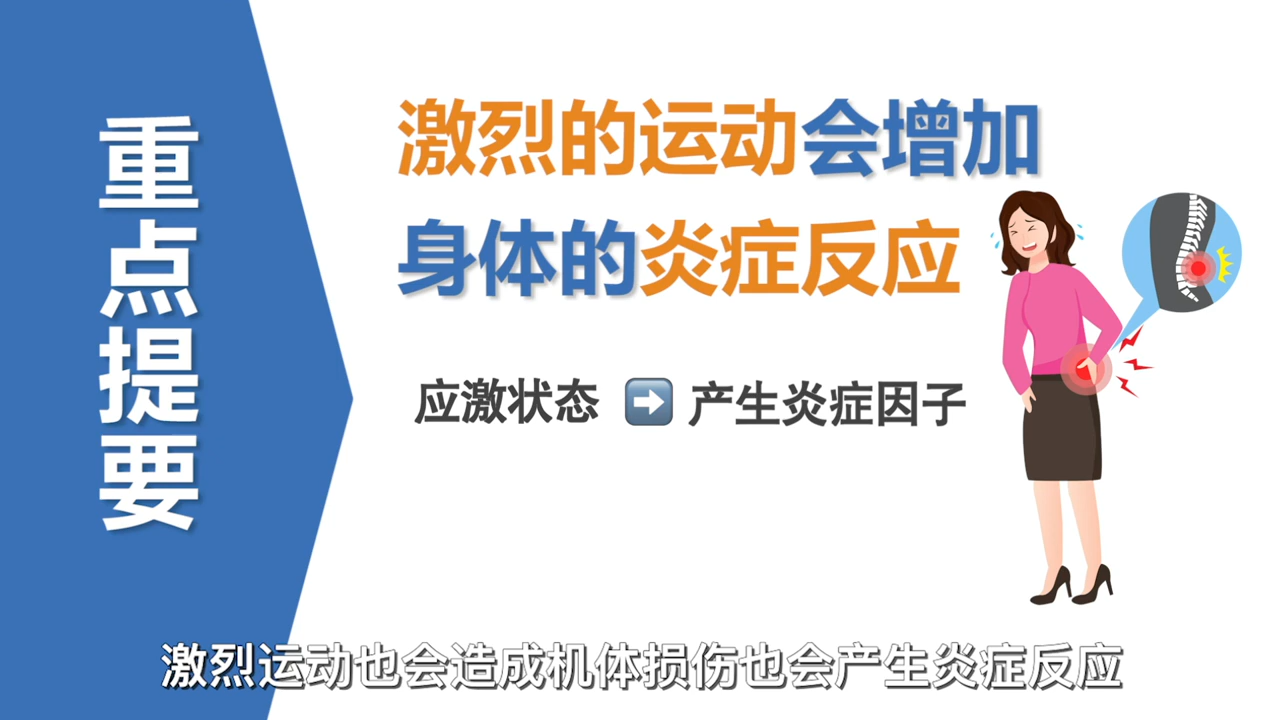 重点提要
激烈的运动会增加
身体的炎症反应
应激状态 ➡ 产生炎症因子
激烈运动也会造成机体损伤也会产生炎症反应